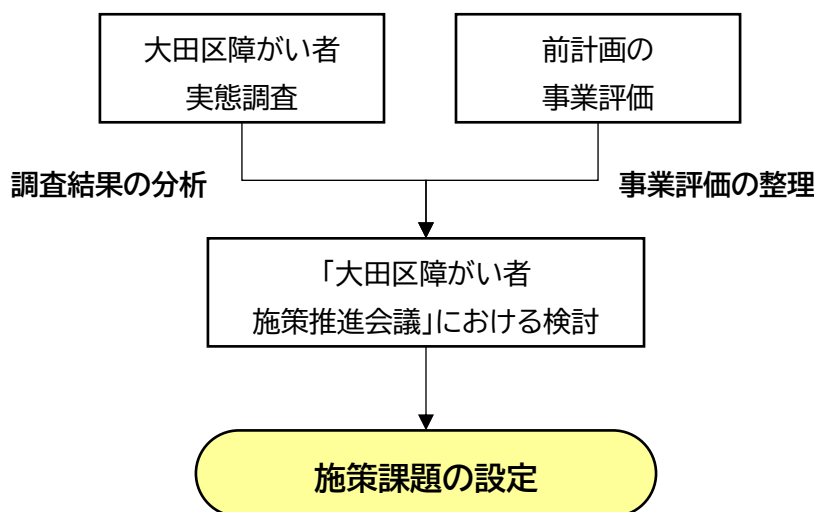 大田区障がい者
実態調査
前計画の
事業評価
調査結果の分析
事業評価の整理
「大田区障がい者
施策推進会議」における検討
施策課題の設定